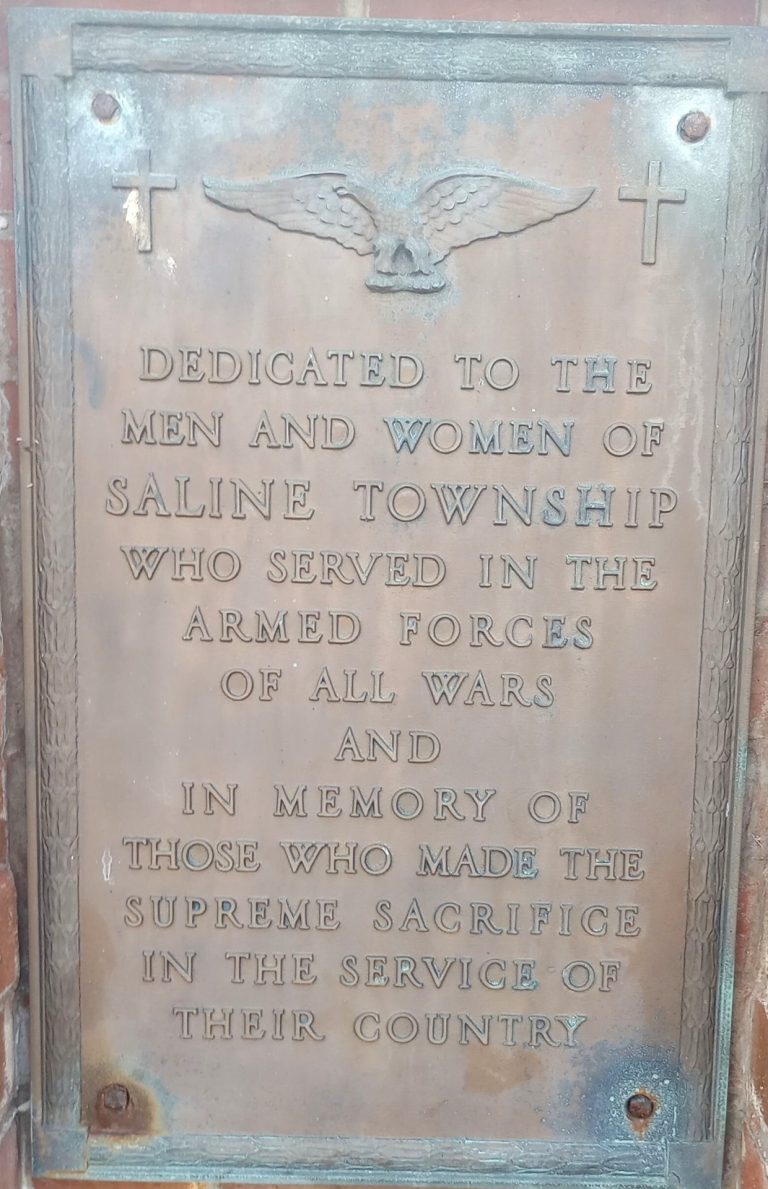 DEDICATED TO THE
MEN AND WOMEN OF
SALINE TOWNSHIP
WHO SERVED IN THE
ARMED FORCES
OF ALL WARS
AND
IN MEMORY OF
THOSE WHO MADE THE
SUPREME SACRIFICE
IN THE SERVICE OF
THEIR COUNTRY